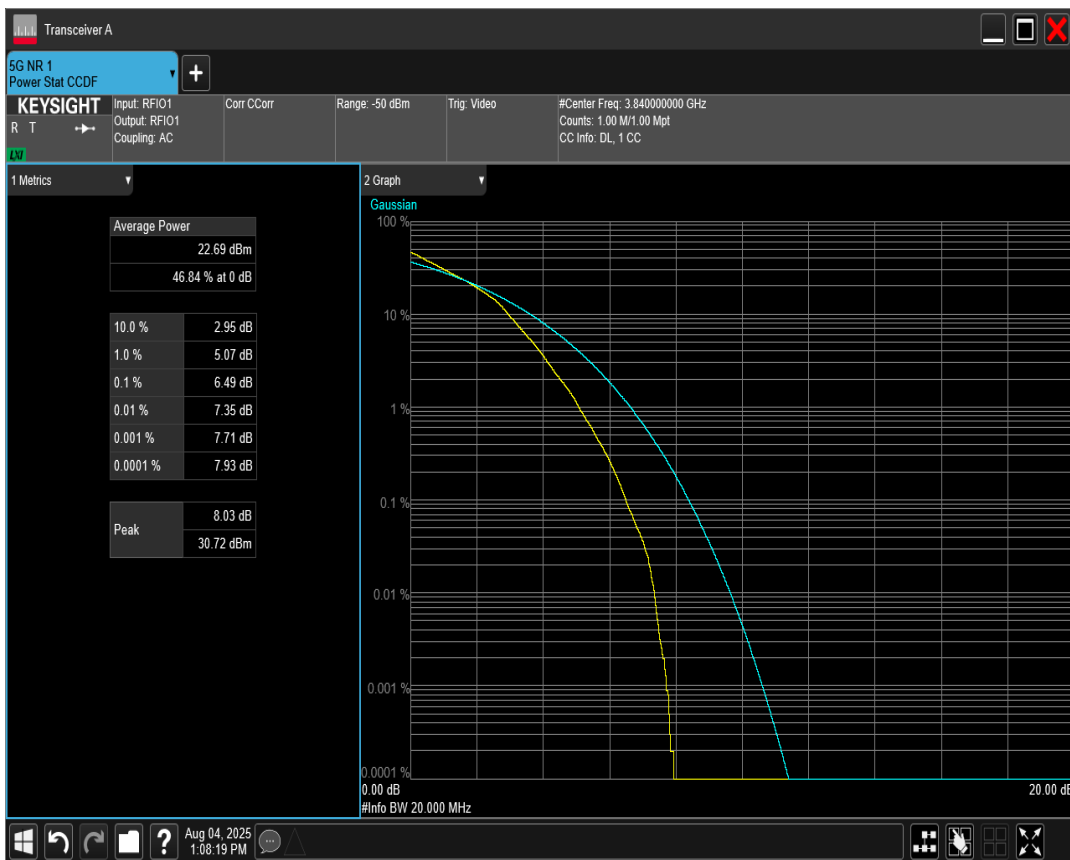 Transceiver A
5G NR 1
Power Stat CCDF
KEYSIGHT
R T
LXI
Input: RFIO1
Output: RFIO1
Coupling: AC
Corr CCorr
Range: -50 dBm
Trig: Video
#Center Freq: 3.840000000 GHz
Counts: 1.00 M/1.00 Mpt
CC Info: DL, 1 CC
1 Metrics
Average Power
22.69 dBm
46.84 % at 0 dB
10.0 % 2.95 dB
1.0 % 5.07 dB
0.1 % 6.49 dB
0.01 % 7.35 dB
0.001 % 7.71 dB
0.0001 % 7.93 dB
Peak 8.03 dB
30.72 dBm
2 Graph
Gaussian
100 %
10 %
1 %
0.1 %
0.01 %
0.001 %
0.0001 %
0.00 dB 20.00 dB
#Info BW 20.000 MHz
? Aug 04, 2025
1:08:19 PM